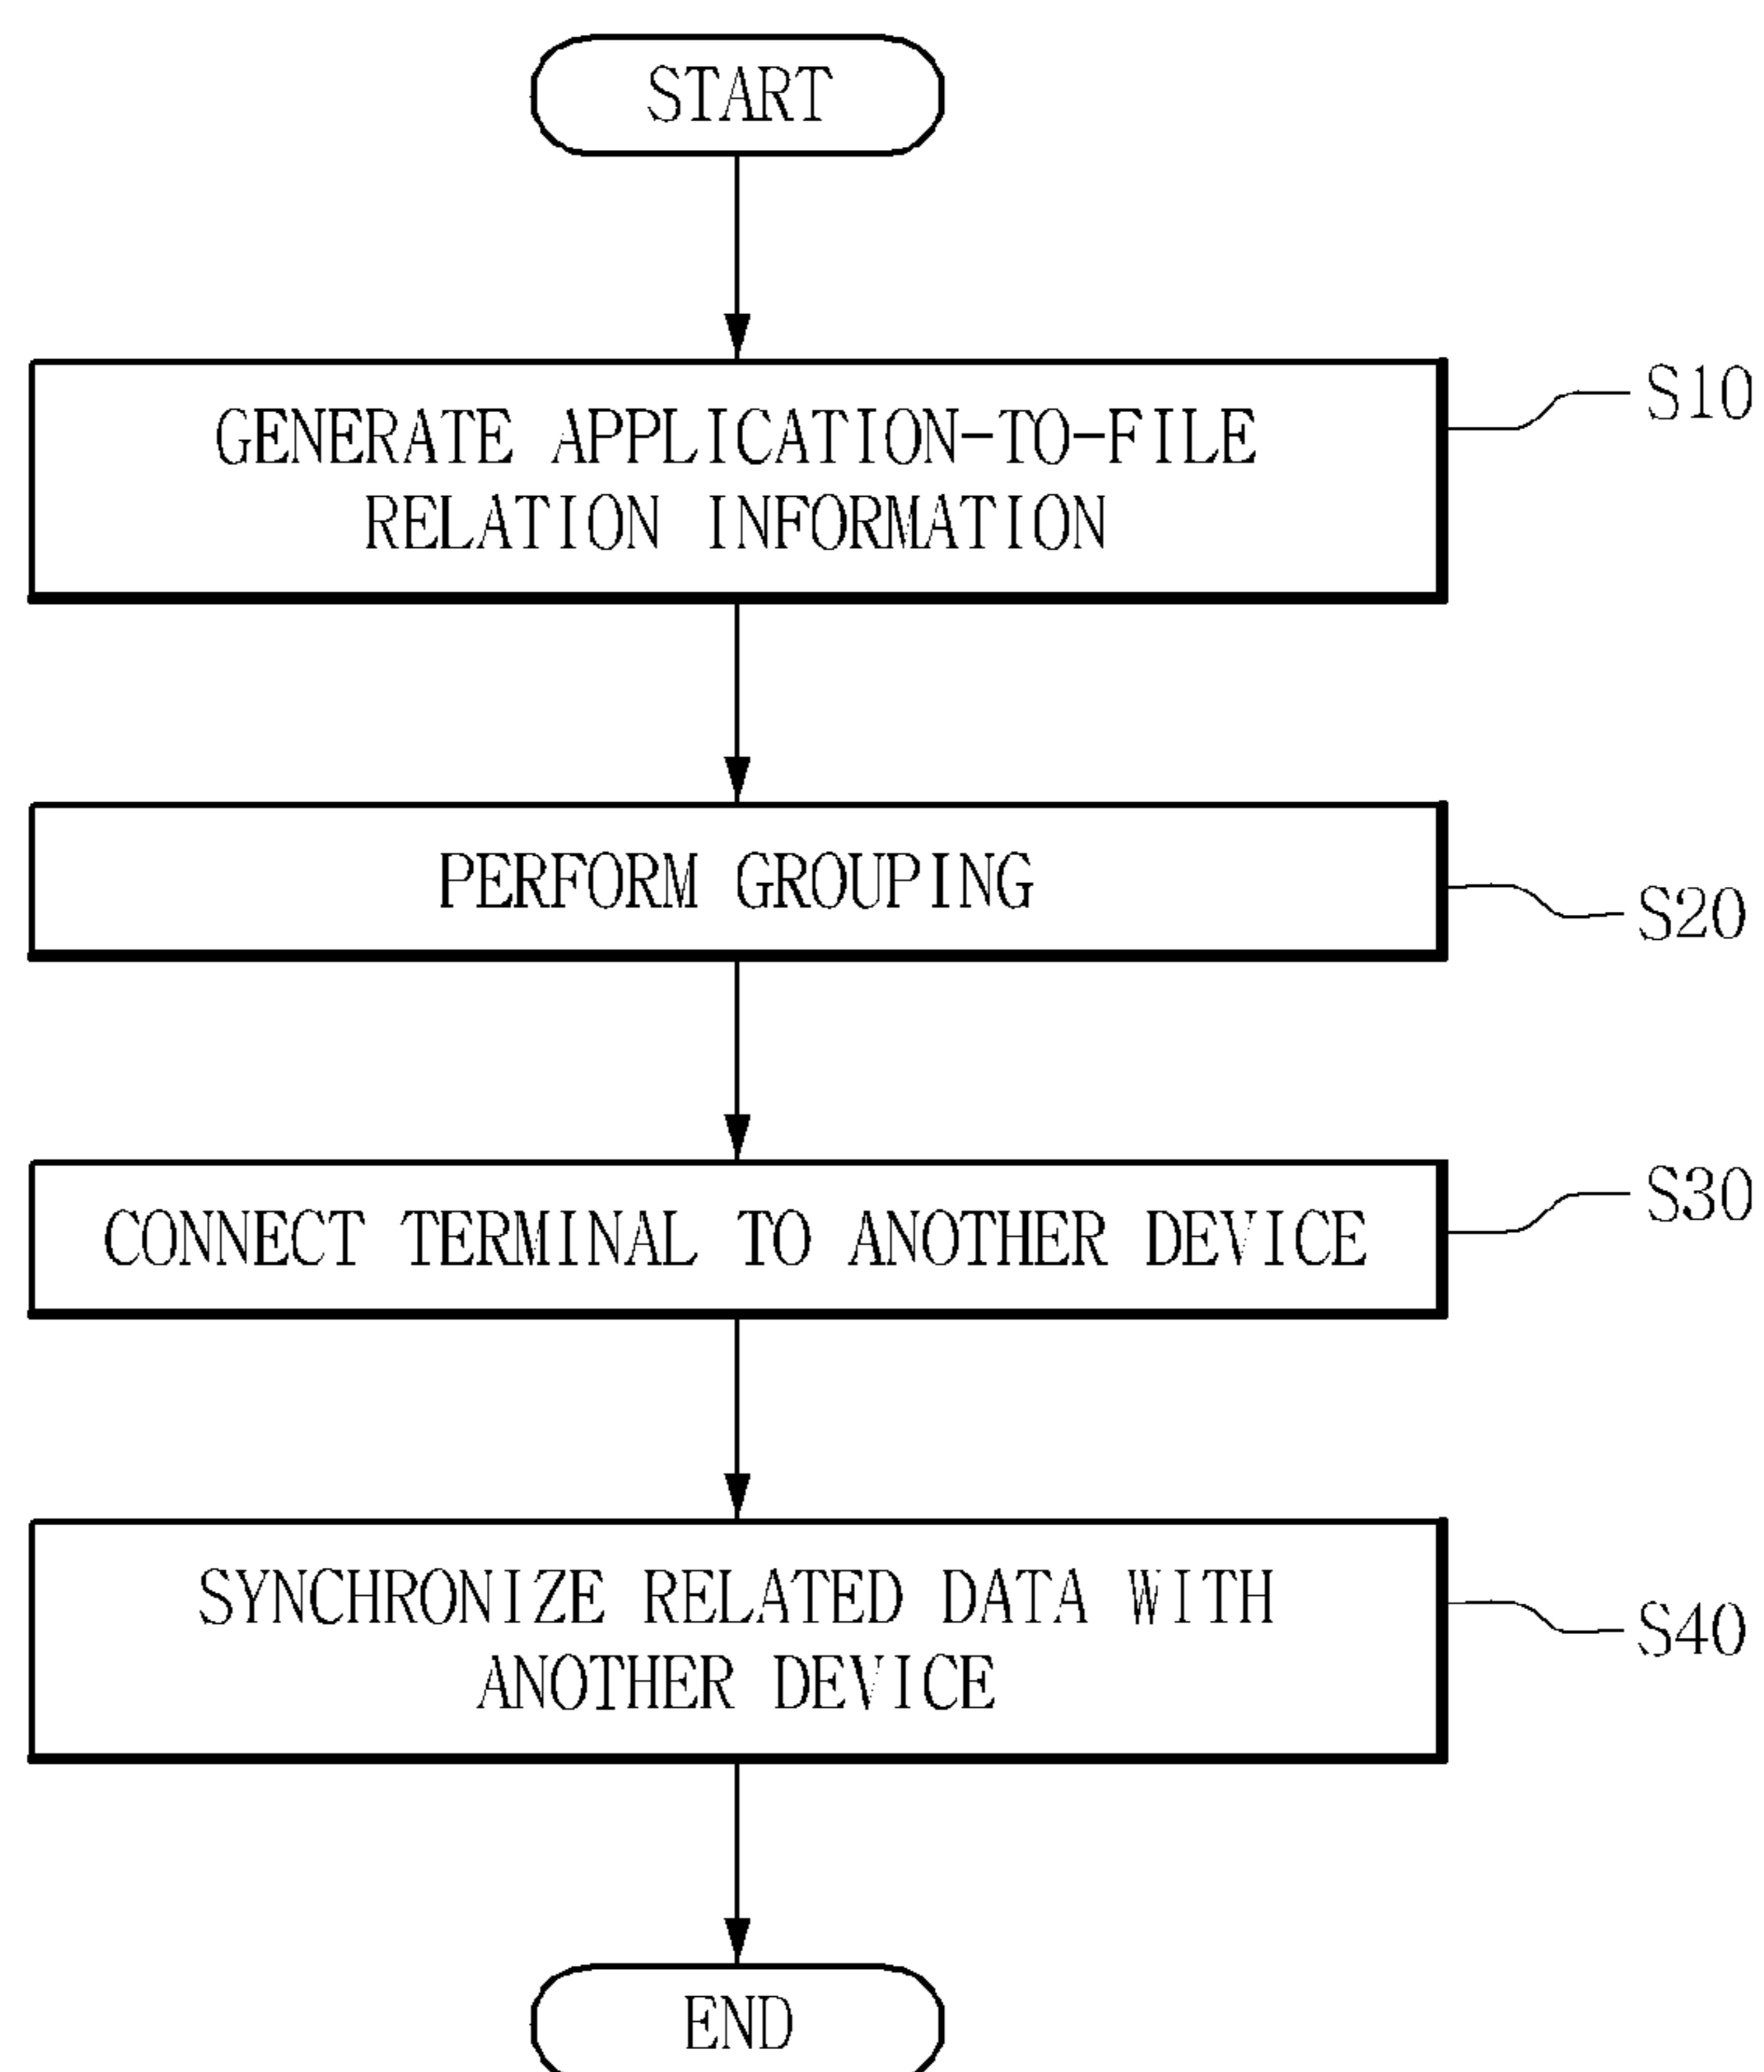 START
GENERATE APPLICATION-TO-FILE
RELATION INFORMATION
S10
PERFORM GROUPING
S20
CONNECT TERMINAL TO ANOTHER DEVICE
S30
SYNCHRONIZE RELATED DATA WITH
ANOTHER DEVICE
S40
END